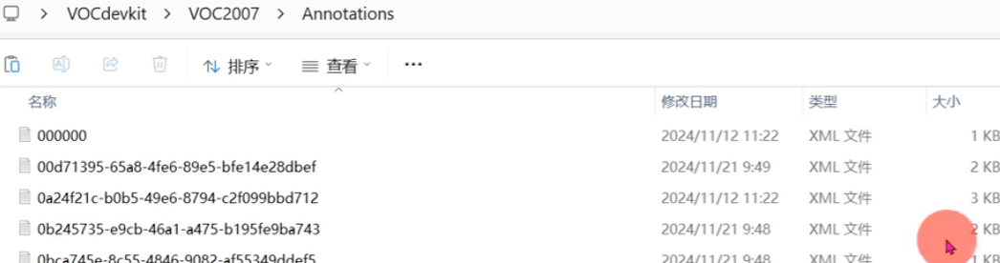 VOCdevkit > VOC2007 > Annotations
排序 查看 ...
名称 修改日期 类型 大小
000000 2024/11/12 11:22 XML 文件 1 KB
00d71395-65a8-4fe6-89e5-bfe14e28dbef 2024/11/21 9:49 XML 文件 2 KB
0a24f21c-b0b5-49e6-8794-c2f099bbd712 2024/11/12 11:22 XML 文件 3 KB
0b245735-e9cb-46a1-a475-b195fe9ba743 2024/11/21 9:48 XML 文件 2 KB
0bca745e-8c55-4846-9082-af55349ddef5 2024/11/21 9:48 XML 文件 1 KB